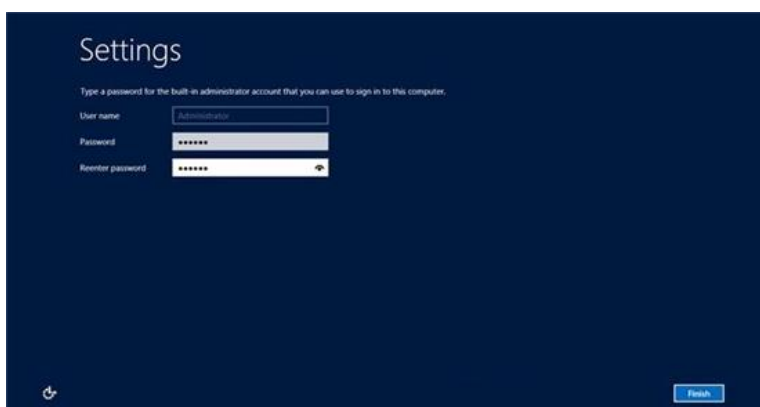 Settings
Type a password for the built-in administrator account that you can use to sign in to this computer.
User name Administrator
Password ••••••
Reenter password ••••••
Finish